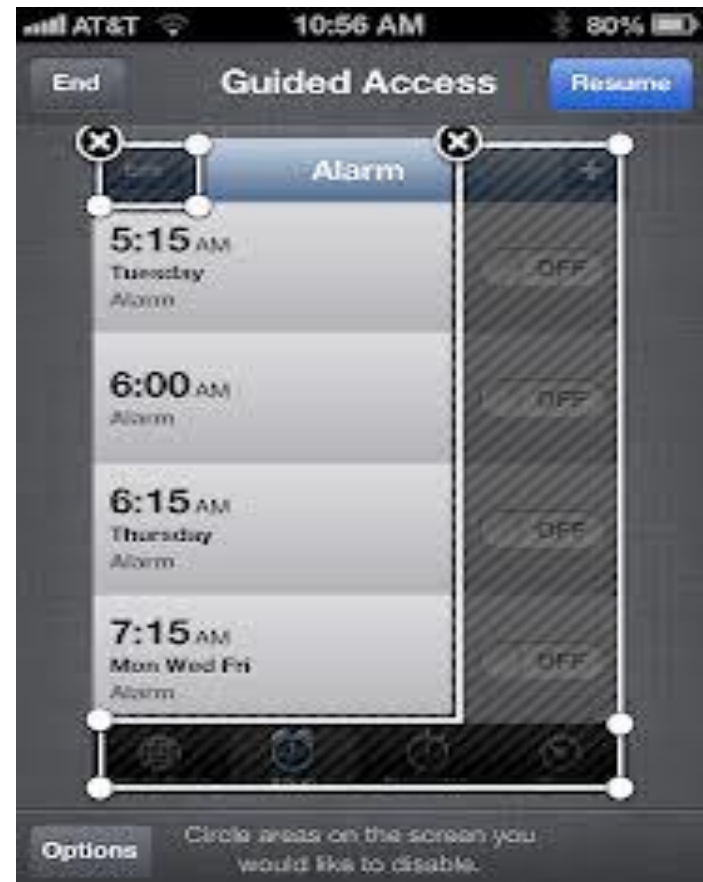 AT&T 10:56 AM 80%
End Guided Access Resume
Edit Alarm +
5:15 AM
Tuesday
OFF
Alarm
6:00 AM
OFF
Alarm
6:15 AM
Thursday
OFF
Alarm
7:15 AM
Mon Wed Fri
OFF
Alarm
Options
Circle areas on the screen you
would like to disable.